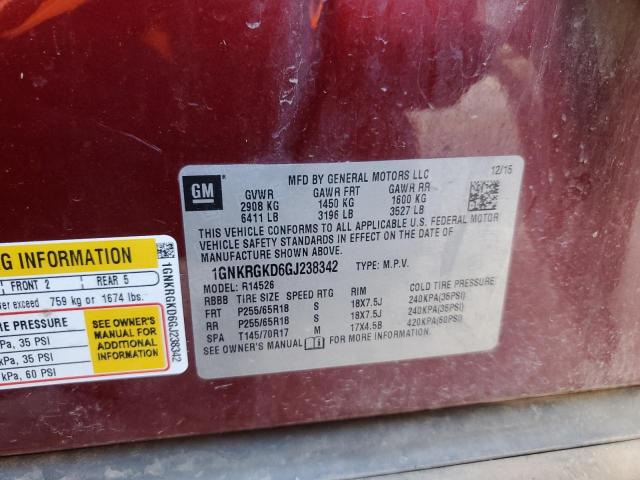 GM
MFD BY GENERAL MOTORS LLC 12/15
GVWR GAWR FRT GAWR RR
2908 KG 1450 KG 1600 KG
6411 LB 3196 LB 3527 LB
THIS VEHICLE CONFORMS TO ALL APPLICABLE U.S. FEDERAL MOTOR
VEHICLE SAFETY STANDARDS IN EFFECT ON THE DATE OF
MANUFACTURE SHOWN ABOVE.
1GNKRGKD6GJ238342 TYPE: M.P.V.
MODEL: R14526
RBBB TIRE SIZE SPEED RTG RIM COLD TIRE PRESSURE
FRT P255/65R18 S 18X7.5J 240KPA(35PSI)
RR P255/65R18 S 18X7.5J 240KPA(35PSI)
SPA T145/70R17 M 17X4.5B 420KPA(60PSI)
SEE OWNER'S MANUAL FOR MORE INFORMATION.
G INFORMATION
FRONT 2 REAR 5
ver exceed 759 kg or 1674 lbs.
RE PRESSURE
Pa, 35 PSI
kPa, 35 PSI
kPa, 60 PSI
SEE OWNER'S
MANUAL FOR
ADDITIONAL
INFORMATION
1GNKRGKD6GJ238342